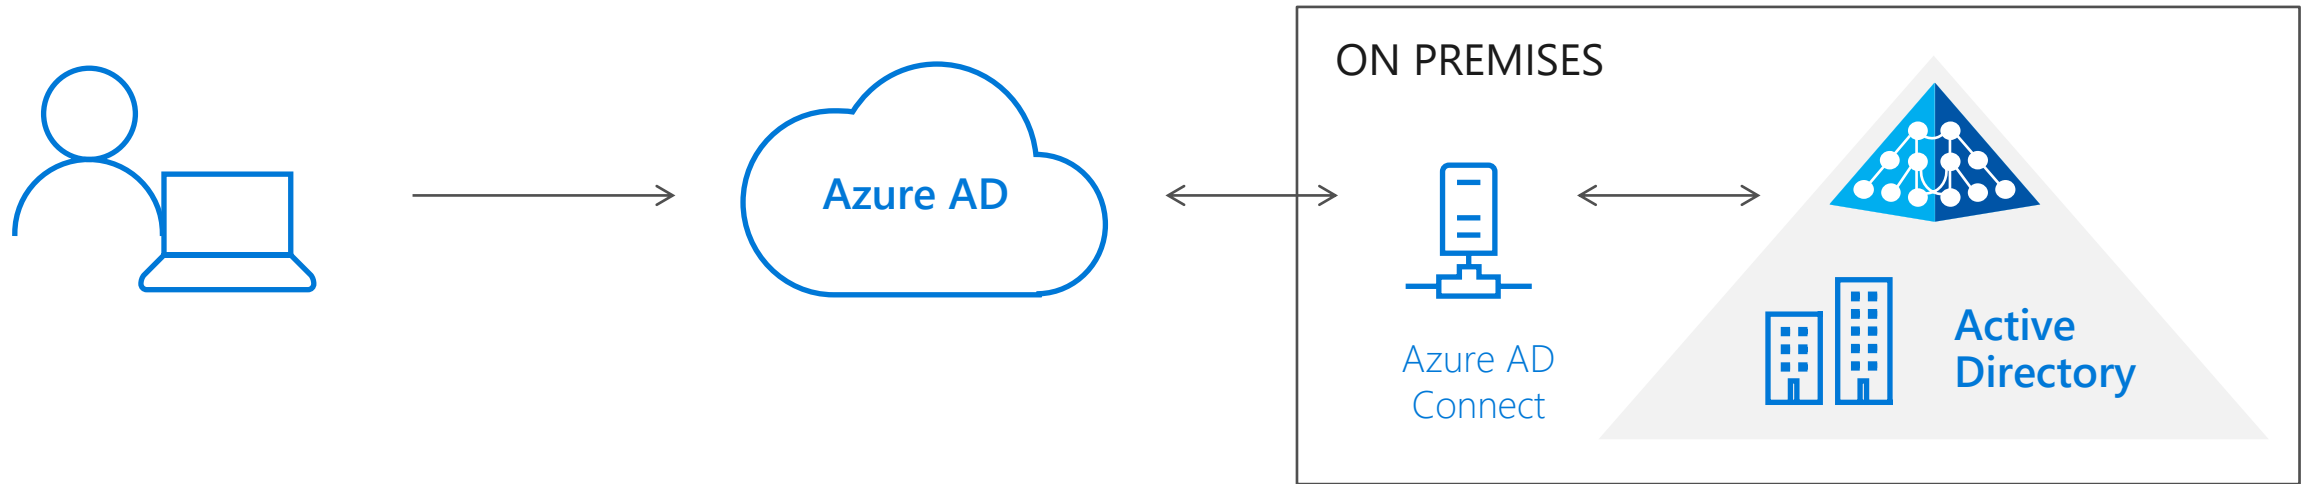 ON PREMISES
Azure AD
Azure AD
Connect
Active
Directory